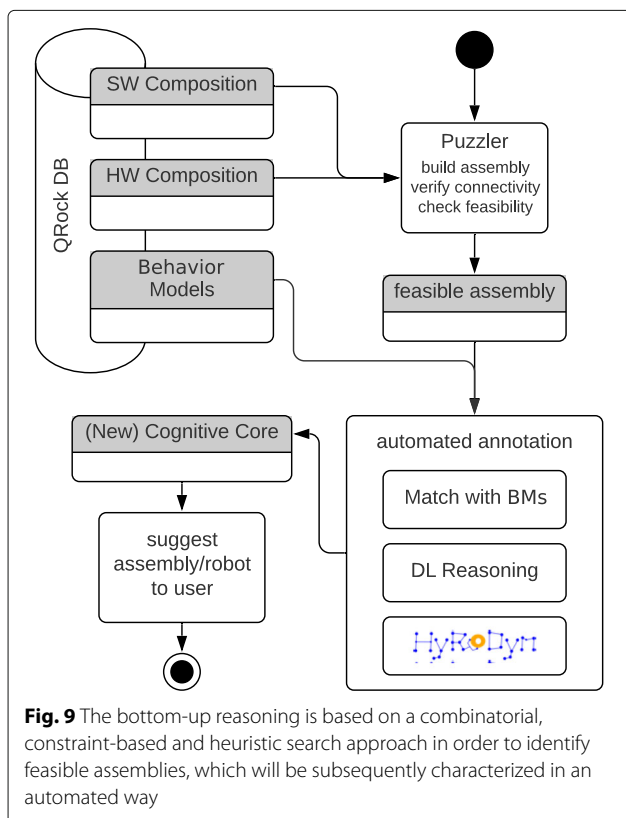 SW Composition
HW Composition
QRock DB
Behavior
Models
Puzzler
build assembly
verify connectivity
check feasibility
feasible assembly
(New) Cognitive Core
automated annotation
Match with BMs
DL Reasoning
HyRoDyn
suggest
assembly/robot
to user
Fig. 9 The bottom-up reasoning is based on a combinatorial,
constraint-based and heuristic search approach in order to identify
feasible assemblies, which will be subsequently characterized in an
automated way